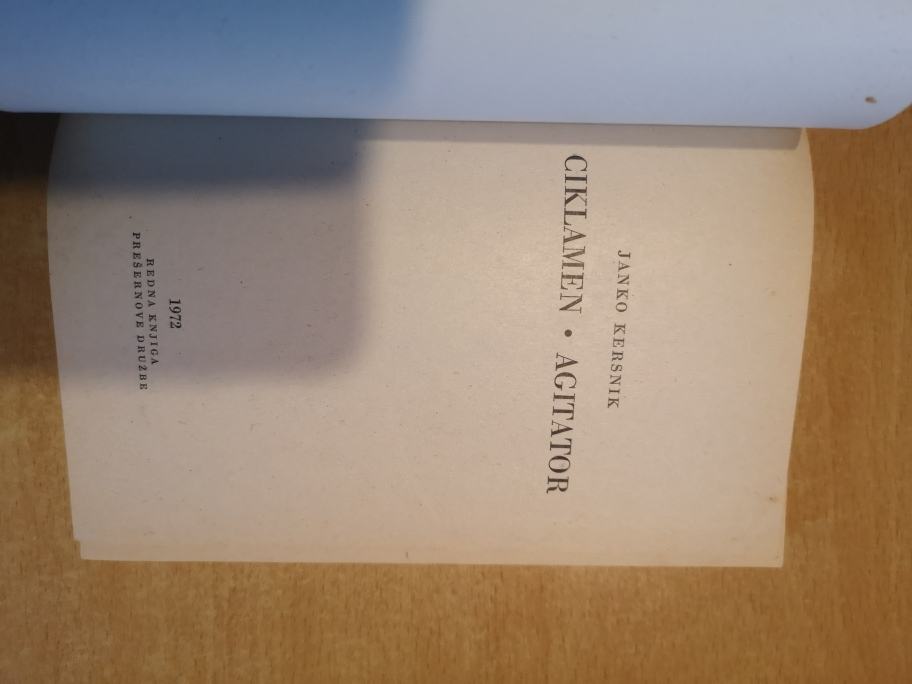 JANKO KERSNIK
CIKLAMEN • AGITATOR
1972
REDNA KNJIGA
PREŠERNOVE DRUŽBE